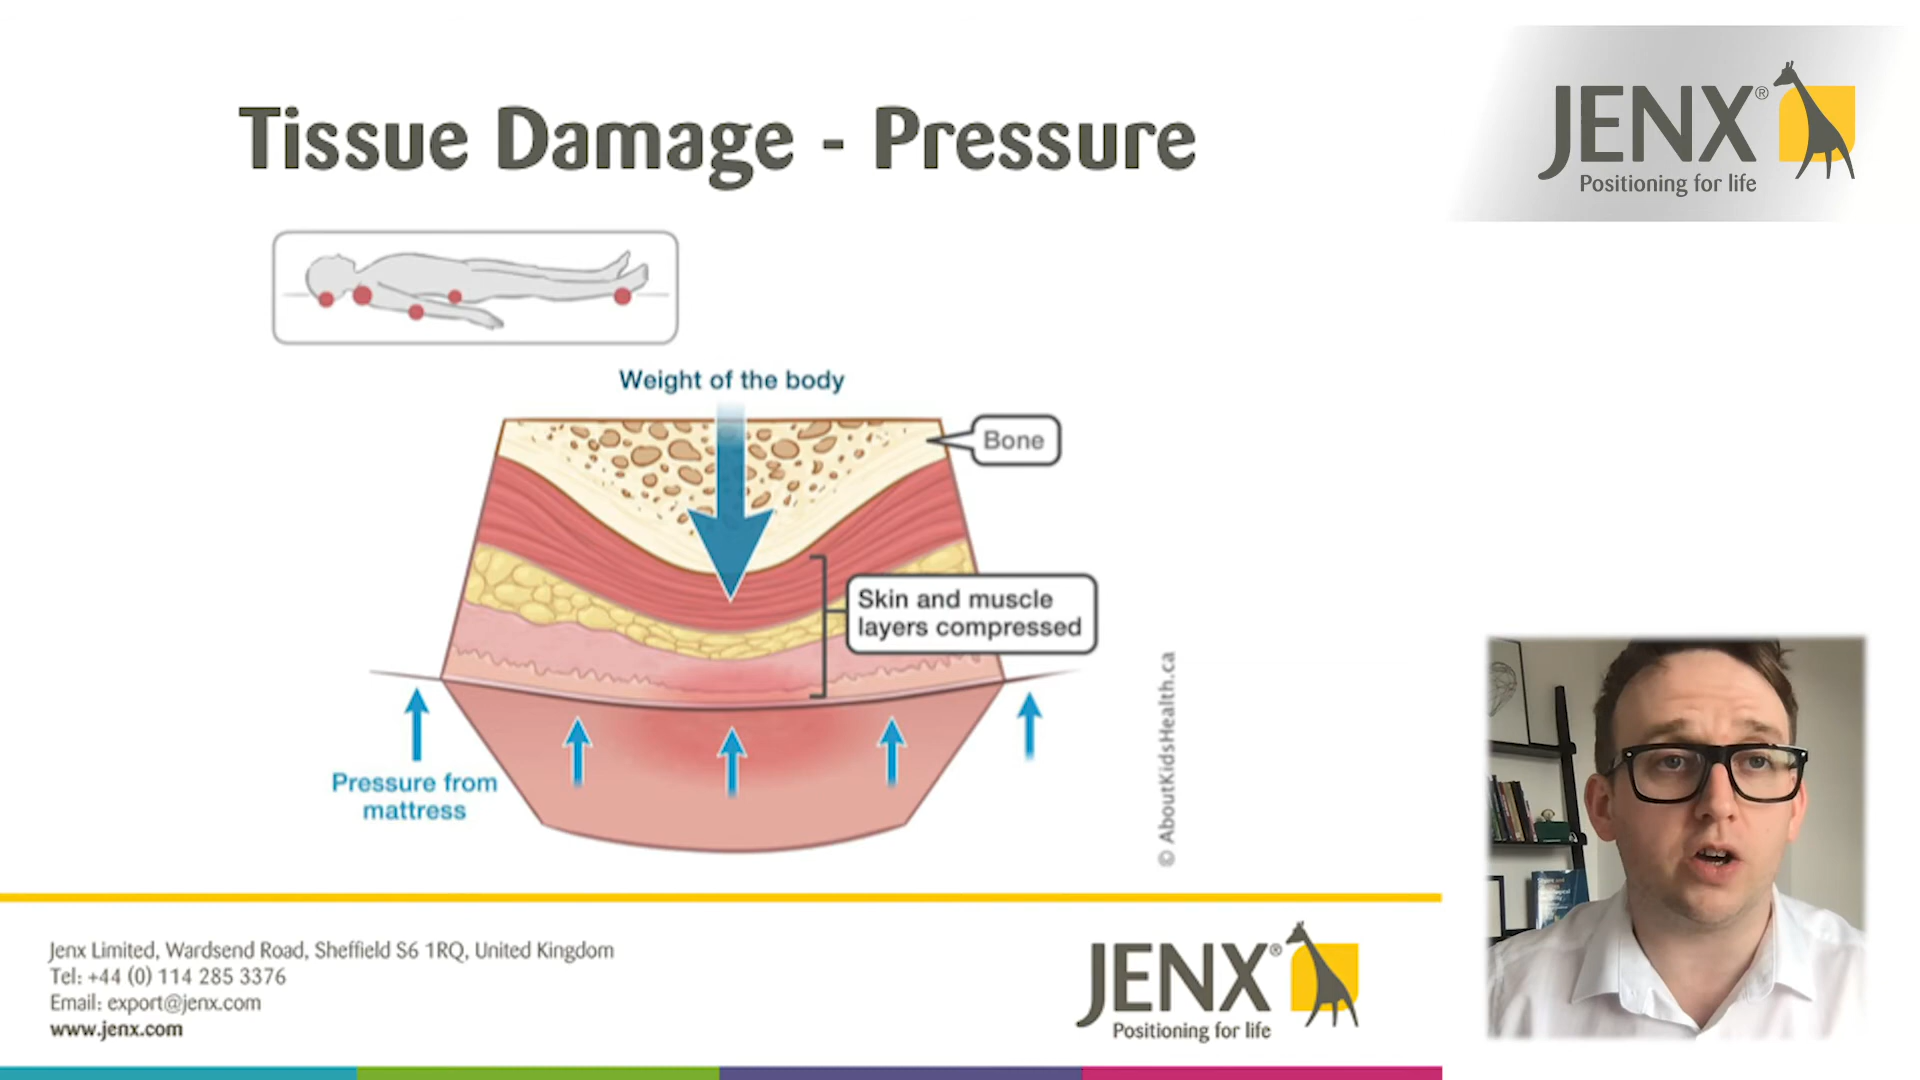 Tissue Damage - Pressure
JENX®
Positioning for life
Weight of the body
Bone
Skin and muscle
layers compressed
Pressure from
mattress
© AboutKidsHealth.ca
Jenx Limited, Wardsend Road, Sheffield S6 1RQ, United Kingdom
Tel: +44 (0) 114 285 3376
Email: export@jenx.com
www.jenx.com
JENX®
Positioning for life